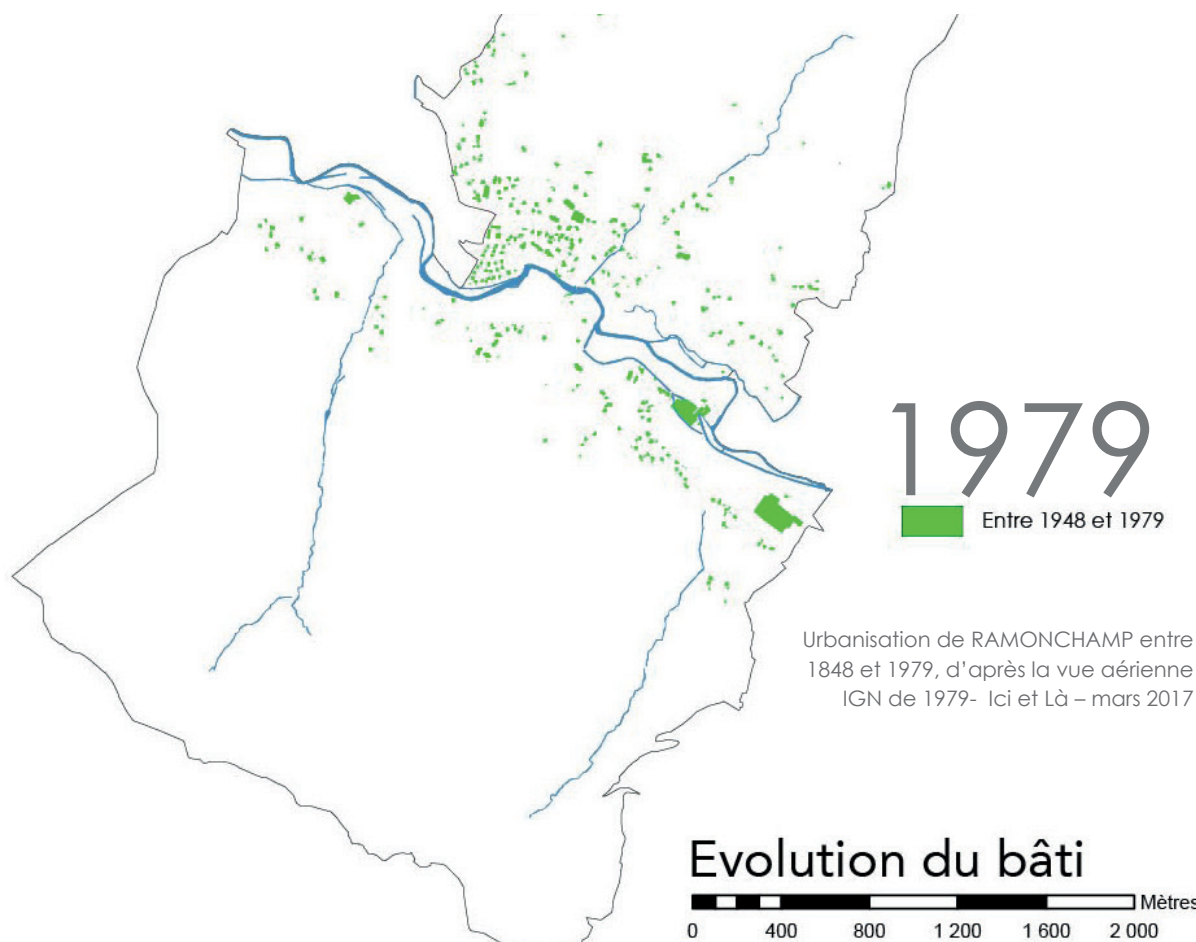 1979
Entre 1948 et 1979
Urbanisation de RAMONCHAMP entre
1848 et 1979, d'après la vue aérienne
IGN de 1979- Ici et Là – mars 2017
Evolution du bâti
Mètres
0 400 800 1 200 1 600 2 000